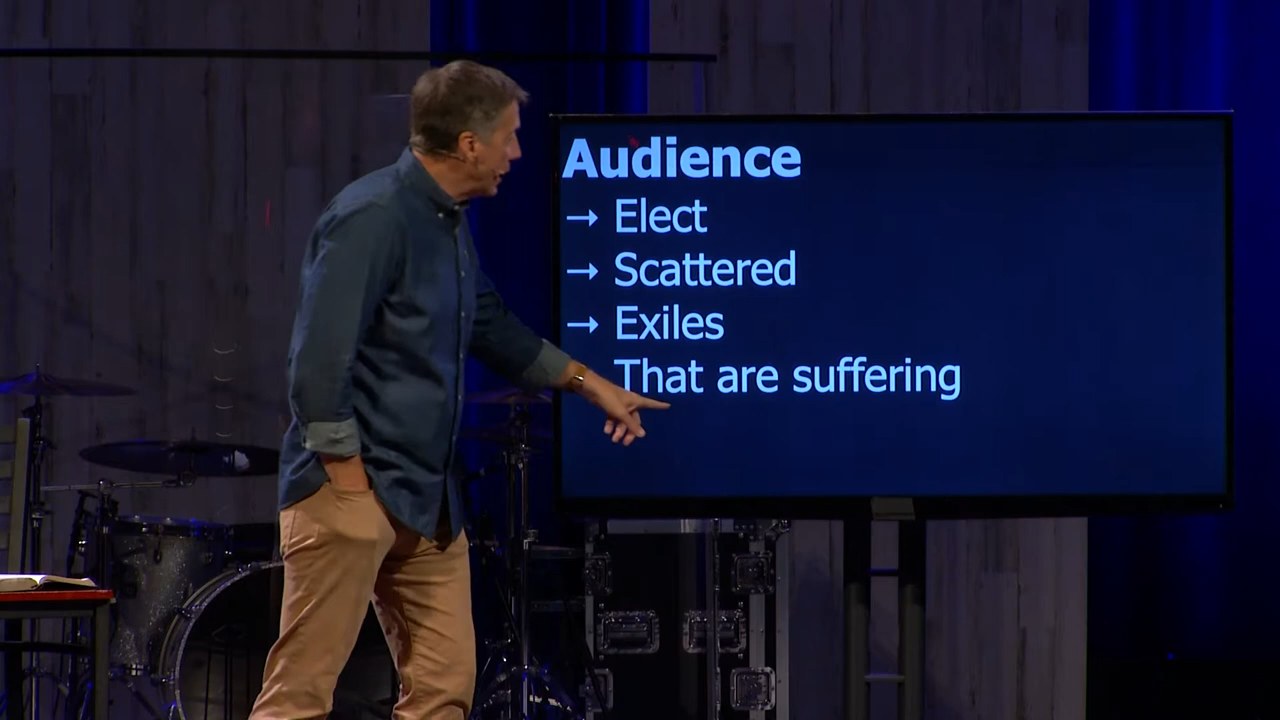 Audience
→ Elect
→ Scattered
→ Exiles
That are suffering